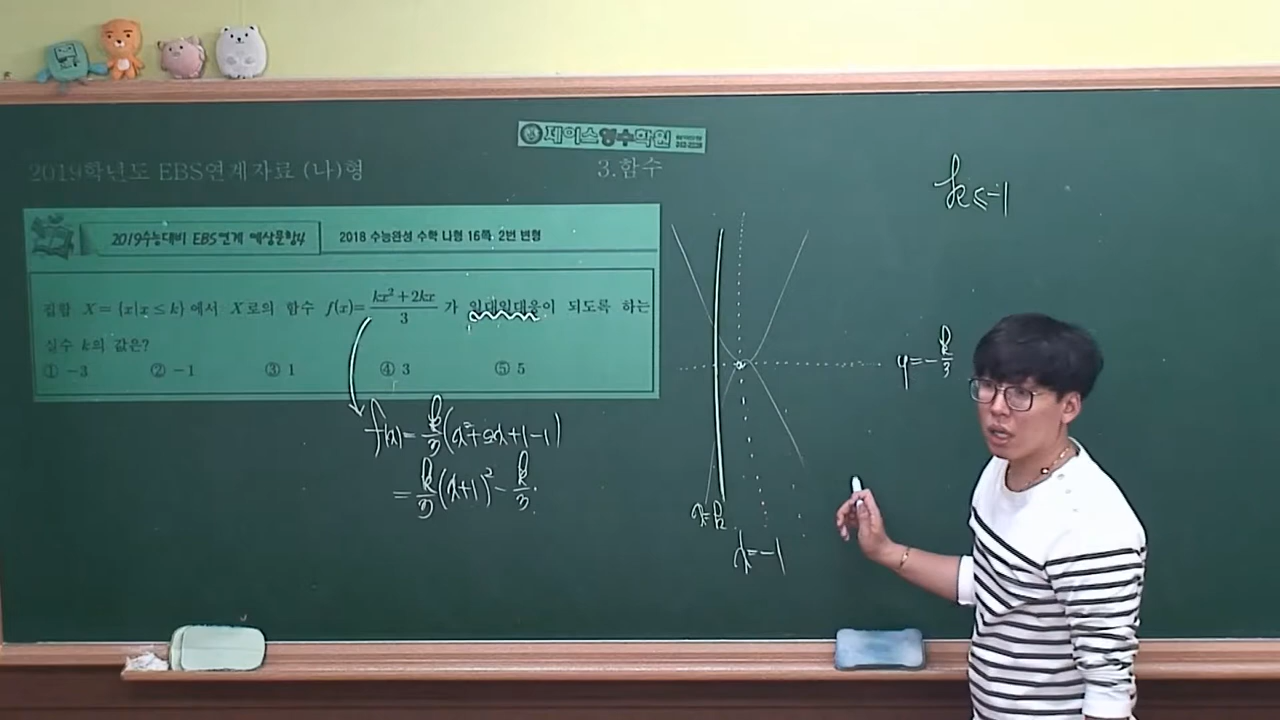 제이스영수학원
2019학년도 EBS연계자료 (나)형
3.함수
2019수능대비 EBS연계 예상문항4
2018 수능완성 수학 나형 16쪽 2번 변형
집합 X={x|x≤k}에서 X로의 함수 f(x)=\frac{kx²+2kx}{3} 가 일대일대응이 되도록 하는
실수 k의 값은?
① −3 ② −1 ③ 1 ④ 3 ⑤ 5
f(x)=\frac{k}{3}(x²+2x+1−1)
=\frac{k}{3}(x+1)²−\frac{k}{3}.
k≤−1
y=−\frac{k}{3}
x=k
x=−1